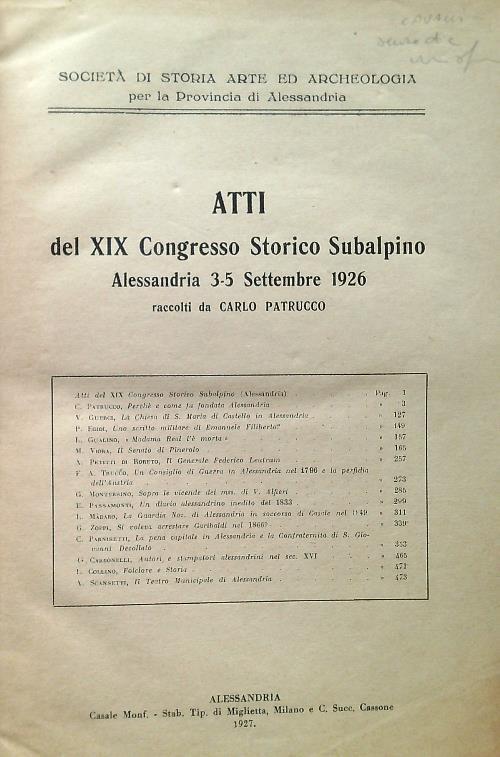 SOCIETÀ DI STORIA ARTE ED ARCHEOLOGIA
per la Provincia di Alessandria
ATTI
del XIX Congresso Storico Subalpino
Alessandria 3-5 Settembre 1926
raccolti da CARLO PATRUCCO
Atti del XIX Congresso Storico Subalpino (Alessandria) . . . . Pag. 1
C. PATRUCCO, Perchè e come fu fondata Alessandria . . . . » 3
V. GUERCI, La Chiesa di S. Maria di Castello in Alessandria . . . . » 127
P. EGIDI, Uno scritto militare di Emanuele Filiberto? . . . . » 149
L. GUALINO, « Madama Real l'è morta » . . . . » 157
M. VIORA, Il Senato di Pinerolo . . . . » 165
A. PETITTI DI RORETO, Il Generale Federico Leutrum . . . . » 257
F. A. TRUCCO, Un Consiglio di Guerra in Alessandria nel 1796 e la perfidia
dell'Austria . . . . » 273
G. MONTERSINO, Sopra le vicende dei mss. di V. Alfieri . . . . » 285
E. PASSAMONTI, Un diario alessandrino inedito del 1833 . . . . » 299
L. MADARO, La Guardia Naz. di Alessandria in soccorso di Casale nel 1849 » 311
G. ZOPPI, Si voleva arrestare Garibaldi nel 1866? . . . . » 339
C. PARNISETTI, La pena capitale in Alessandria e la Confraternita di S. Gio-
vanni Decollato . . . . » 353
G. CARBONELLI, Autori e stampatori alessandrini nel sec. XVI . . . . » 465
L. COLLINO, Folclore e Storia . . . . » 471
A. SCANSETTI, Il Teatro Municipale di Alessandria . . . . » 473
ALESSANDRIA
Casale Monf. - Stab. Tip. di Miglietta, Milano e C. Succ. Cassone
1927.